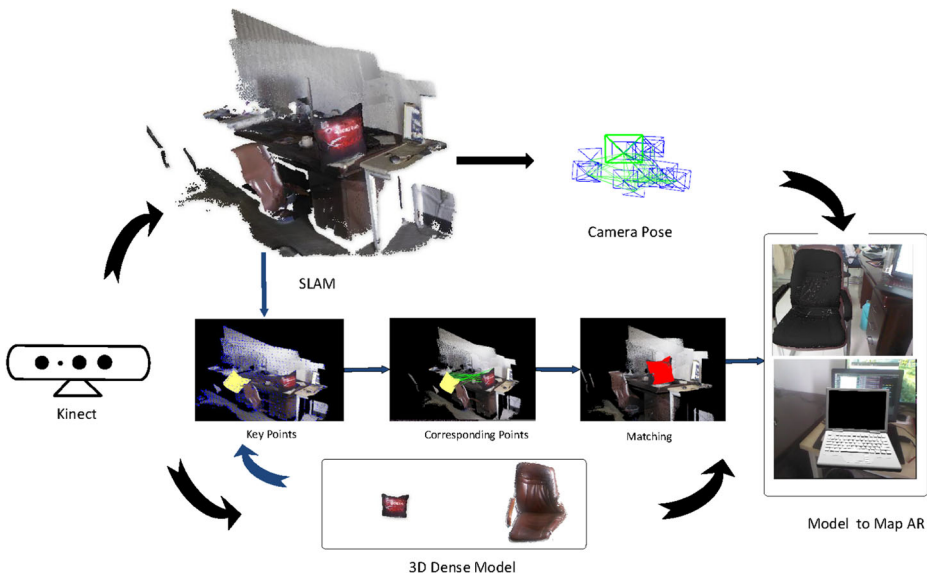 Camera Pose
SLAM
Kinect
Key Points
Corresponding Points
Matching
Model to Map AR
3D Dense Model